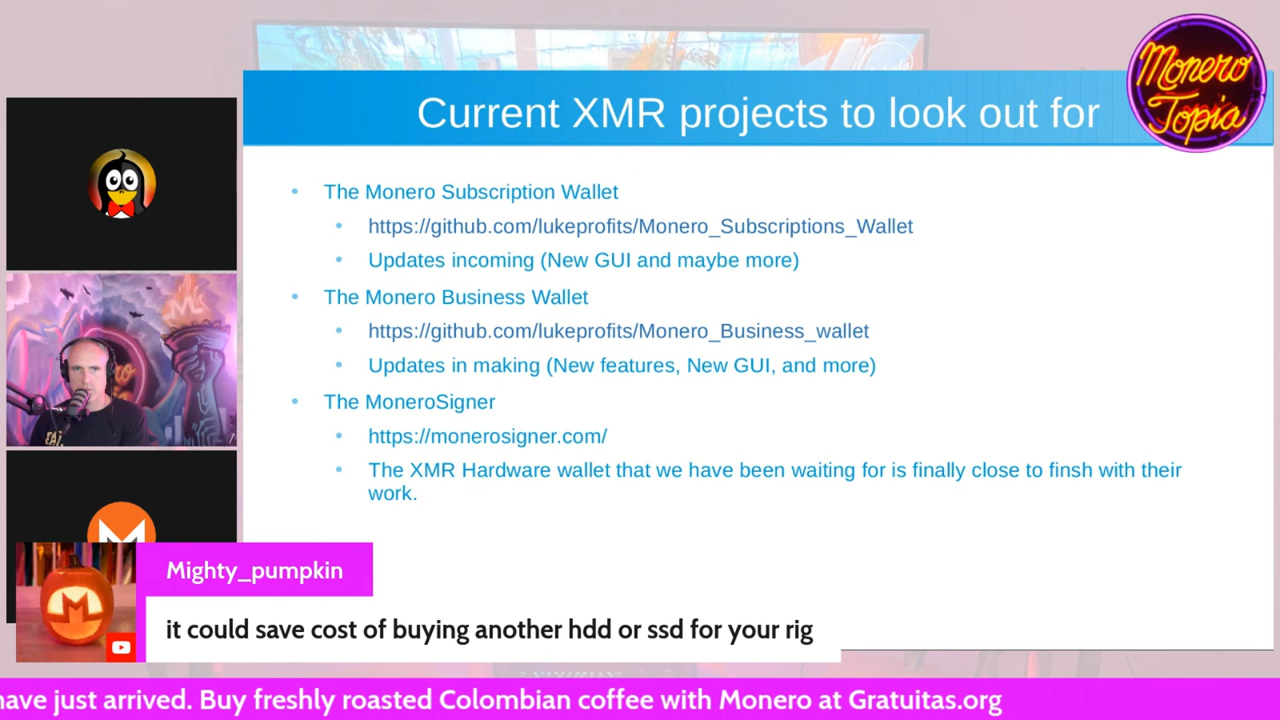 Current XMR projects to look out for
Monero
Topia
• The Monero Subscription Wallet
• https://github.com/lukeprofits/Monero_Subscriptions_Wallet
• Updates incoming (New GUI and maybe more)
• The Monero Business Wallet
• https://github.com/lukeprofits/Monero_Business_wallet
• Updates in making (New features, New GUI, and more)
• The MoneroSigner
• https://monerosigner.com/
• The XMR Hardware wallet that we have been waiting for is finally close to finsh with their
work.
Mighty_pumpkin
it could save cost of buying another hdd or ssd for your rig
have just arrived. Buy freshly roasted Colombian coffee with Monero at Gratuitas.org